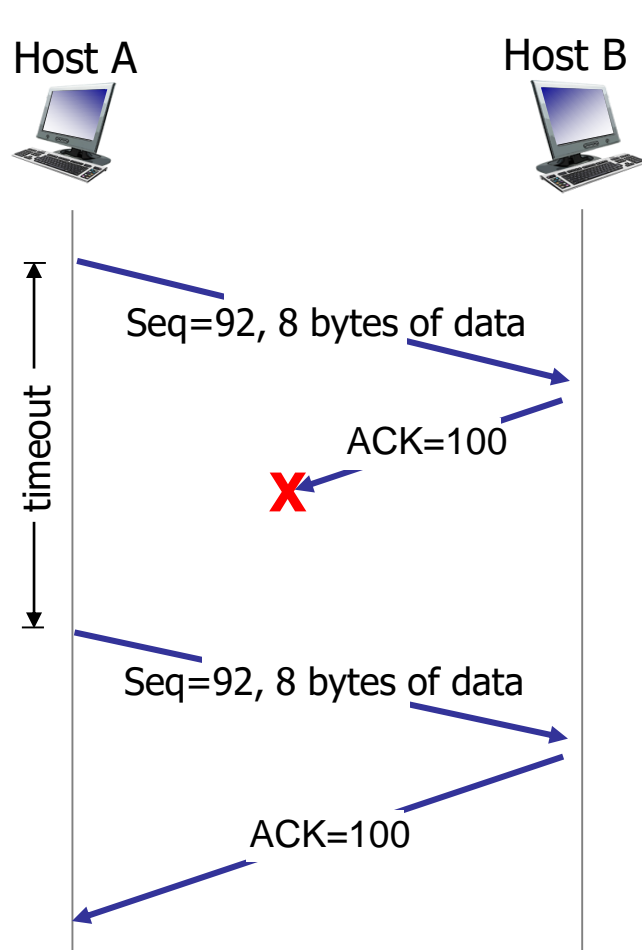 Host A
Host B
Seq=92, 8 bytes of data
timeout
ACK=100
X
Seq=92, 8 bytes of data
ACK=100